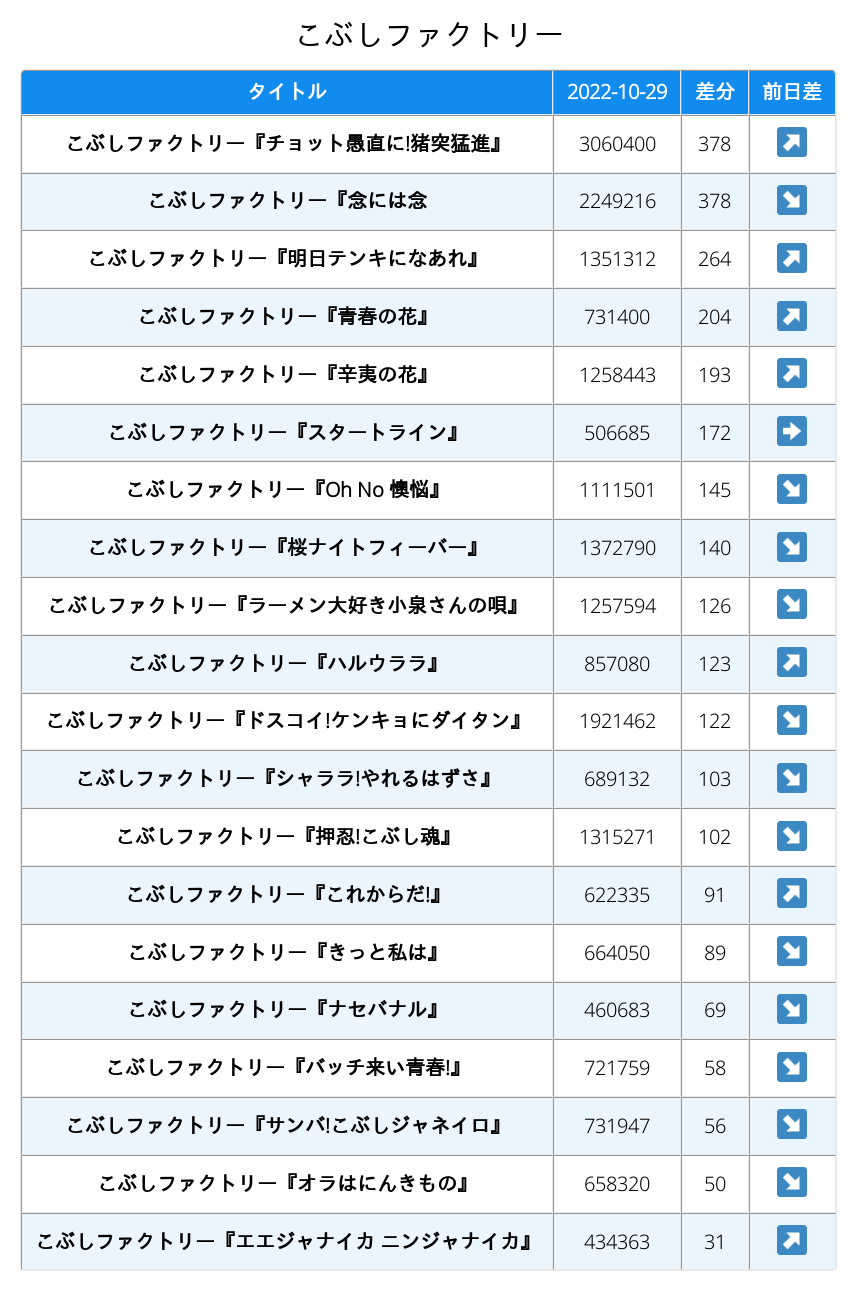 こぶしファクトリー
タイトル 2022-10-29 差分 前日差
こぶしファクトリー『チョット愚直に!猪突猛進』 3060400 378 ↗
こぶしファクトリー『念には念 2249216 378 ↘
こぶしファクトリー『明日テンキになあれ』 1351312 264 ↗
こぶしファクトリー『青春の花』 731400 204 ↗
こぶしファクトリー『辛夷の花』 1258443 193 ↗
こぶしファクトリー『スタートライン』 506685 172 ➡
こぶしファクトリー『Oh No 懊悩』 1111501 145 ↘
こぶしファクトリー『桜ナイトフィーバー』 1372790 140 ↘
こぶしファクトリー『ラーメン大好き小泉さんの唄』 1257594 126 ↘
こぶしファクトリー『ハルウララ』 857080 123 ↗
こぶしファクトリー『ドスコイ!ケンキョにダイタン』 1921462 122 ↘
こぶしファクトリー『シャララ!やれるはずさ』 689132 103 ↘
こぶしファクトリー『押忍!こぶし魂』 1315271 102 ↘
こぶしファクトリー『これからだ!』 622335 91 ↗
こぶしファクトリー『きっと私は』 664050 89 ↘
こぶしファクトリー『ナセバナル』 460683 69 ↘
こぶしファクトリー『バッチ来い青春!』 721759 58 ↘
こぶしファクトリー『サンバ!こぶしジャネイロ』 731947 56 ↘
こぶしファクトリー『オラはにんきもの』 658320 50 ↘
こぶしファクトリー『エエジャナイカ ニンジャナイカ』 434363 31 ↗